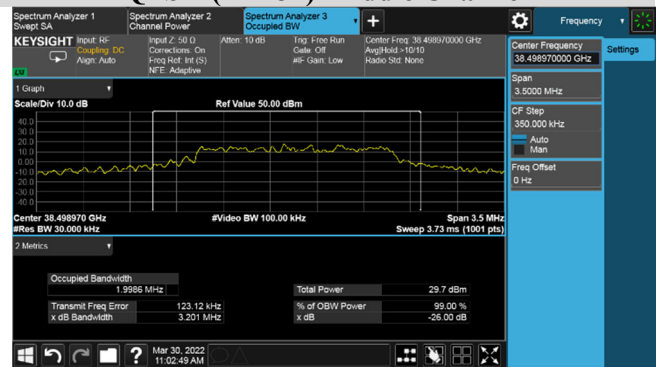 Spectrum Analyzer 1
Swept SA
Spectrum Analyzer 2
Channel Power
Spectrum Analyzer 3
Occupied BW
+
Frequency
KEYSIGHT
Input: RF
Coupling: DC
Align: Auto
Input Z: 50 Ω
Corrections: On
Freq Ref: Int (S)
NFE: Adaptive
Atten: 10 dB
Trig: Free Run
Gate: Off
#IF Gain: Low
Center Freq: 38.498970000 GHz
Avg|Hold:>10/10
Radio Std: None
Center Frequency
38.498970000 GHz
Settings
Span
3.5000 MHz
CF Step
350.000 kHz
Auto
Man
Freq Offset
0 Hz
1 Graph
Scale/Div 10.0 dB
Ref Value 50.00 dBm
40.0
30.0
20.0
10.0
0.00
-10.0
-20.0
-30.0
-40.0
Center 38.498970 GHz
#Video BW 100.00 kHz
Span 3.5 MHz
#Res BW 30.000 kHz
Sweep 3.73 ms (1001 pts)
2 Metrics
Occupied Bandwidth
1.9986 MHz
Total Power 29.7 dBm
Transmit Freq Error 123.12 kHz
% of OBW Power 99.00 %
x dB Bandwidth 3.201 MHz
x dB -26.00 dB
?
Mar 30, 2022
11:02:49 AM